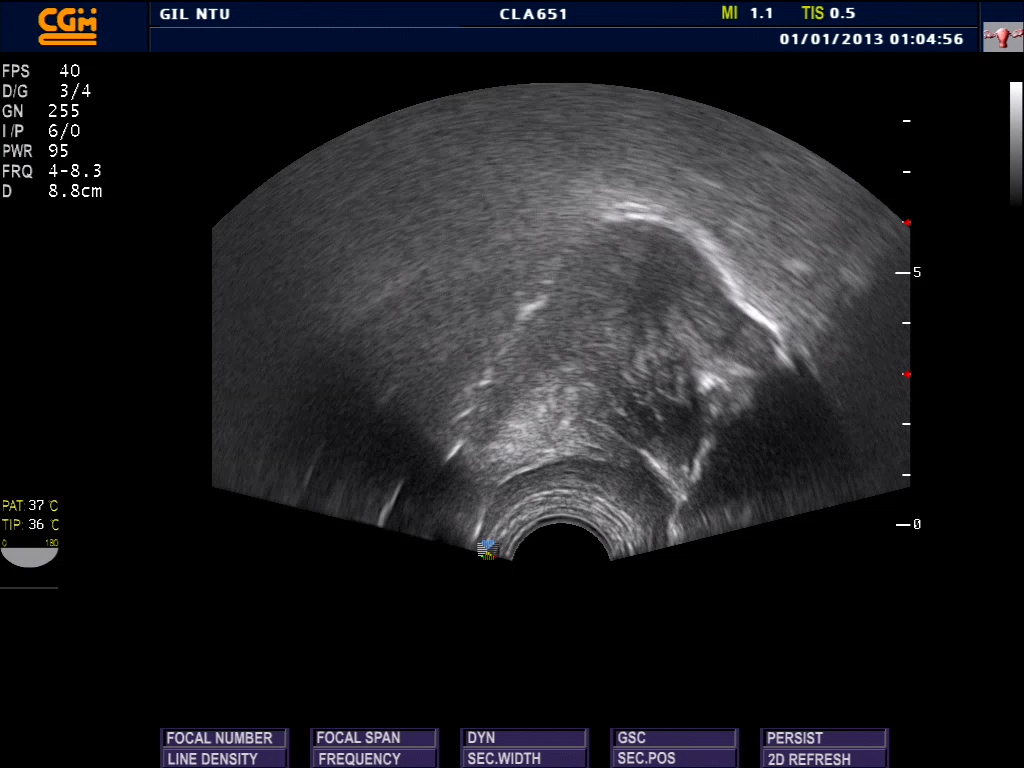 CGM
GIL NTU CLA651 MI 1.1 TIS 0.5
01/01/2013 01:04:56
FPS 40
D/G 3/4
GN 255
I/P 6/0
PWR 95
FRQ 4-8.3
D 8.8cm
5
PAT: 37 °C
TIP: 36 °C
0 180
0
FOCAL NUMBER FOCAL SPAN DYN GSC PERSIST
LINE DENSITY FREQUENCY SEC.WIDTH SEC.POS 2D REFRESH